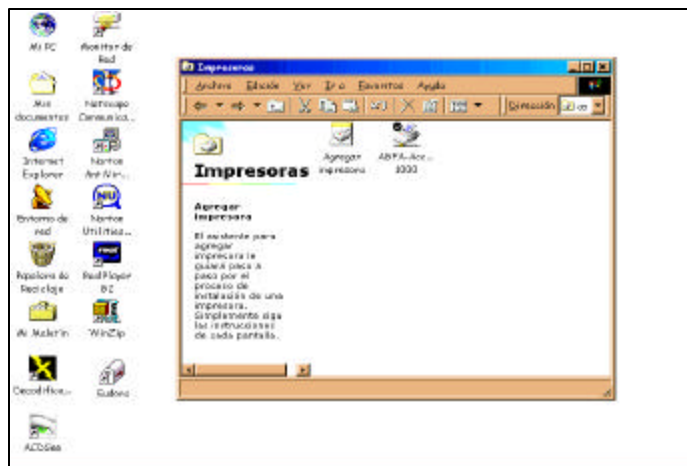 Mi PC
Monitor de
Red
Mis
documentos
Netscape
Communica...
Internet
Explorer
Norton
AntiVir...
Entorno de
red
Norton
Utilities...
Papelera de
Reciclaje
RealPlayer
G2
Mi Maletín
WinZip
Decodifica...
Eudora
ACDSee
Impresoras
Archivo Edición Ver Ir a Favoritos Ayuda
Dirección
Impresoras
Agregar
impresora
1000
Agregar
impresora
El asistente para
agregar
impresora le
guiará paso a
paso por el
proceso de
instalación de una
impresora.
Simplemente siga
las instrucciones
de cada pantalla.